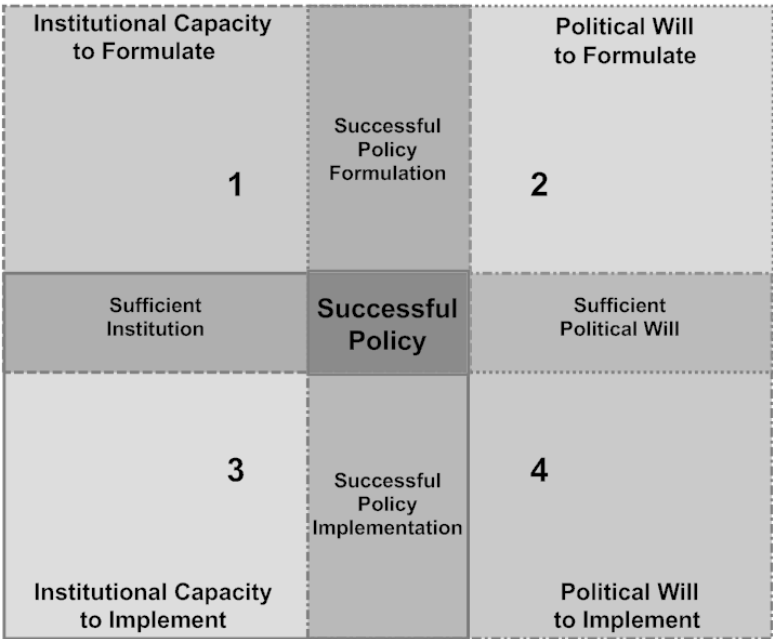 Institutional Capacity
to Formulate
Political Will
to Formulate
Successful
Policy
Formulation
1
2
Sufficient
Institution
Successful
Policy
Sufficient
Political Will
3
4
Successful
Policy
Implementation
Institutional Capacity
to Implement
Political Will
to Implement